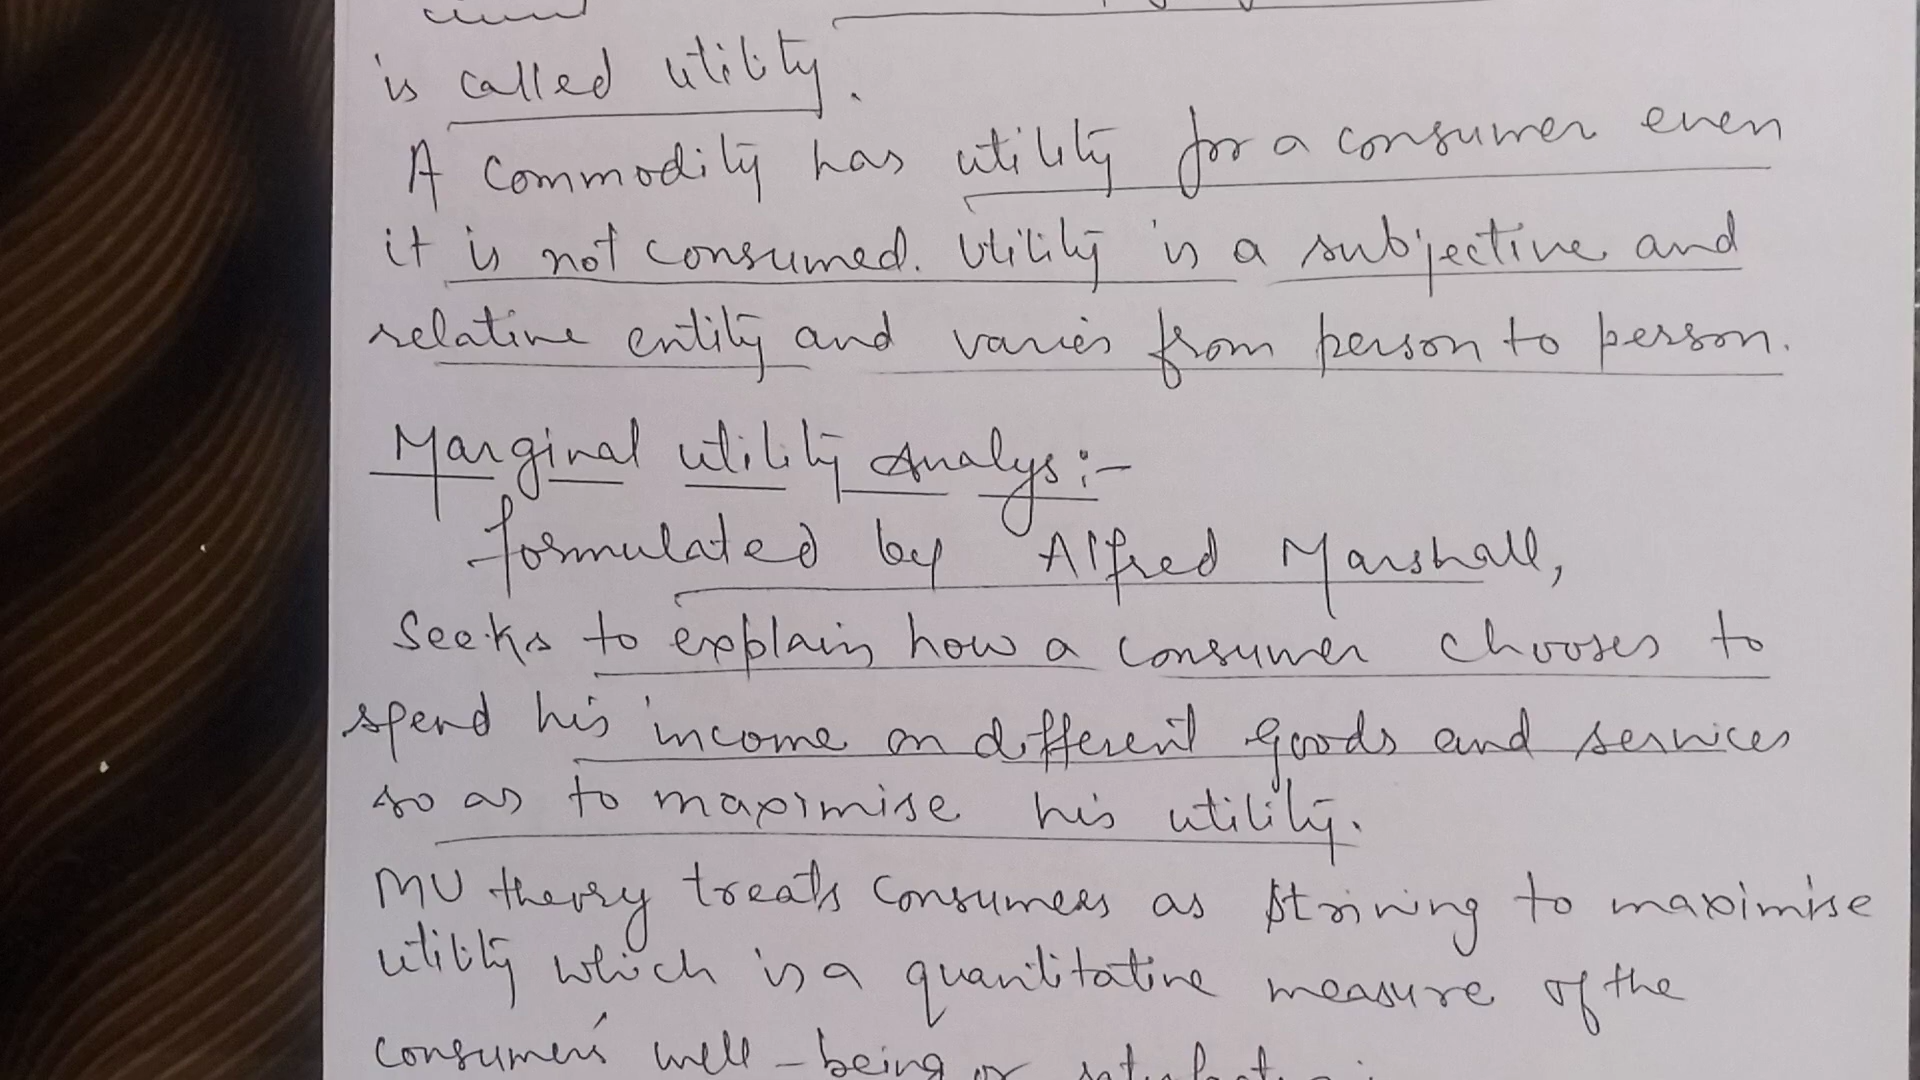 is called utility.
A commodity has utility for a consumer even
it is not consumed. Utility is a subjective and
relative entity and varies from person to person.
Marginal utility Analys:-
formulated by Alfred Marshall,
seeks to explain how a consumer chooses to
spend his income on different goods and services
so as to maximise his utility.
MU theory treats consumers as striving to maximise
utility which is a quantitative measure of the
consumer's well-being or